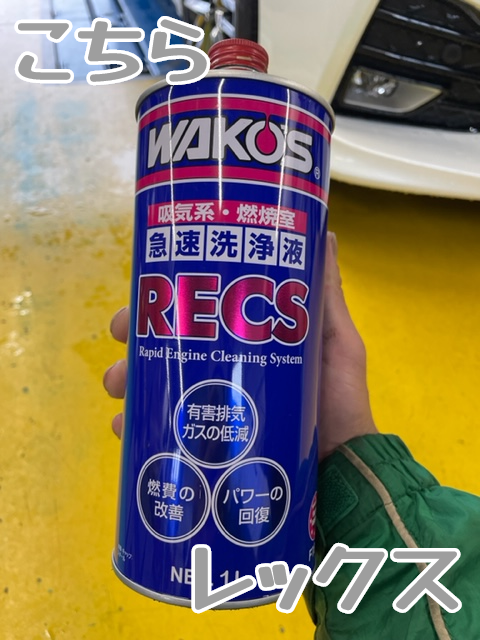 こちら
WAKO'S
吸気系・燃焼室
急速洗浄液
RECS
Rapid Engine Cleaning System
有害排気
ガスの低減
燃費の
改善
パワーの
回復
レックス